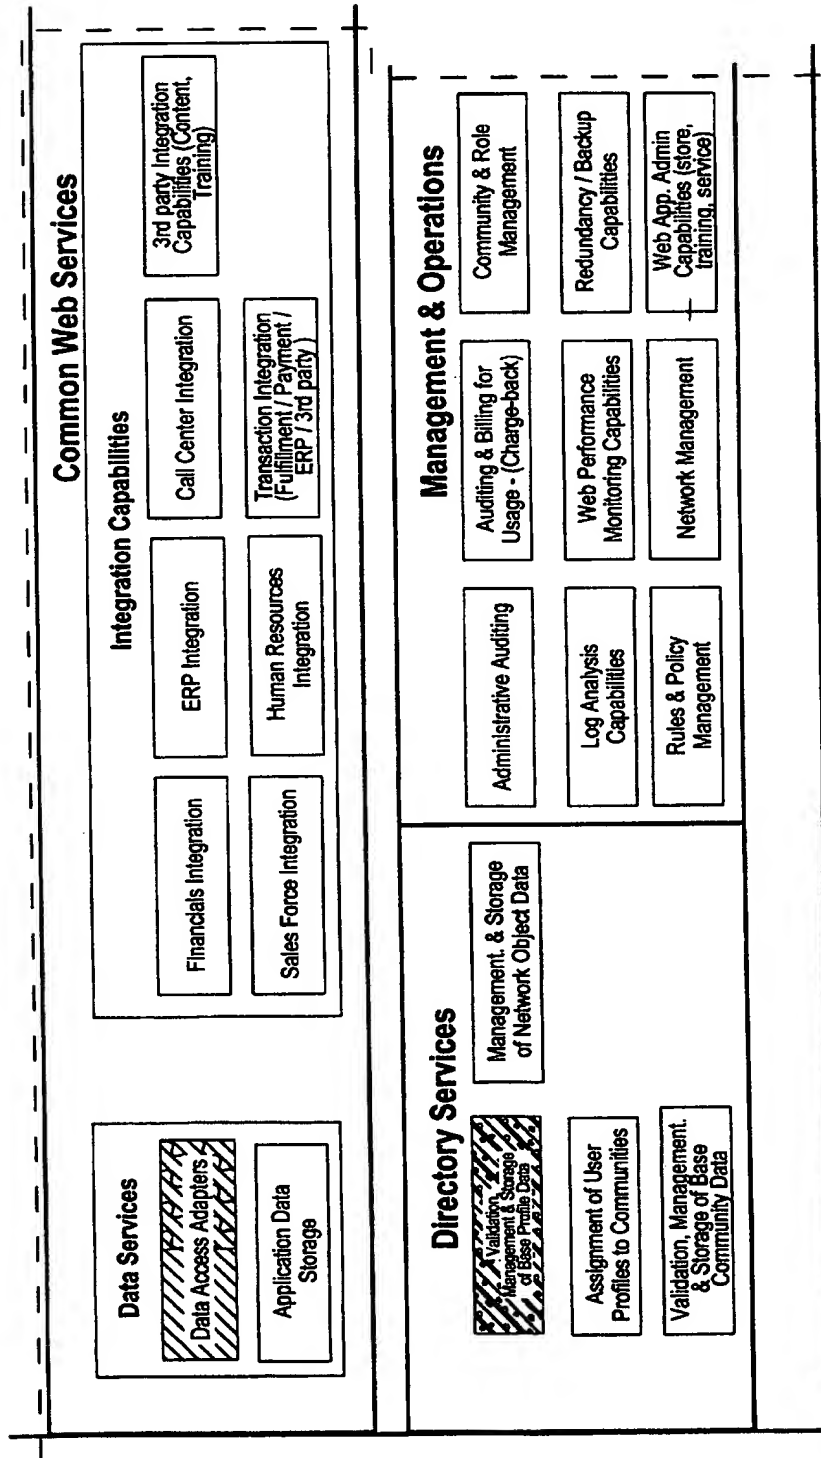 Common Web Services
Data Services
Data Access Adapters
Application Data
Storage
Integration Capabilities
Financials Integration
ERP Integration
Call Center Integration
3rd party Integration
Capabilities (Content,
Training)
Sales Force Integration
Human Resources
Integration
Transaction Integration
(Fulfillment / Payment /
ERP / 3rd party )
Directory Services
Validation,
Management & Storage
of Base Profile Data
Management. & Storage
of Network Object Data
Assignment of User
Profiles to Communities
Validation, Management.
& Storage of Base
Community Data
Management & Operations
Administrative Auditing
Auditing & Billing for
Usage - (Charge-back)
Community & Role
Management
Log Analysis
Capabilities
Web Performance
Monitoring Capabilities
Redundancy / Backup
Capabilities
Rules & Policy
Management
Network Management
Web App. Admin
Capabilities (store,
training, service)